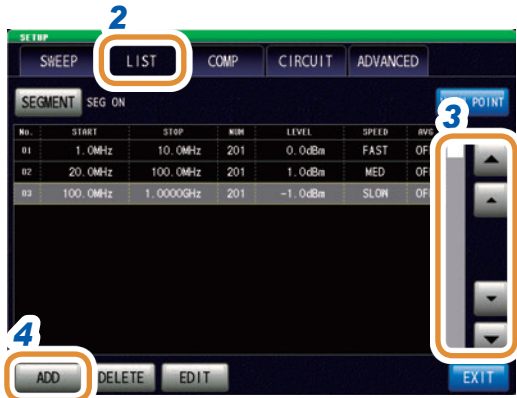 2
SETUP
SWEEP LIST COMP CIRCUIT ADVANCED
SEGMENT SEG ON POINT
3
No. START STOP NUM LEVEL SPEED AVG
01 1.0MHz 10.0MHz 201 0.0dBm FAST OF
02 20.0MHz 100.0MHz 201 1.0dBm MED OF
03 100.0MHz 1.0000GHz 201 -1.0dBm SLOW OF
4
ADD DELETE EDIT EXIT